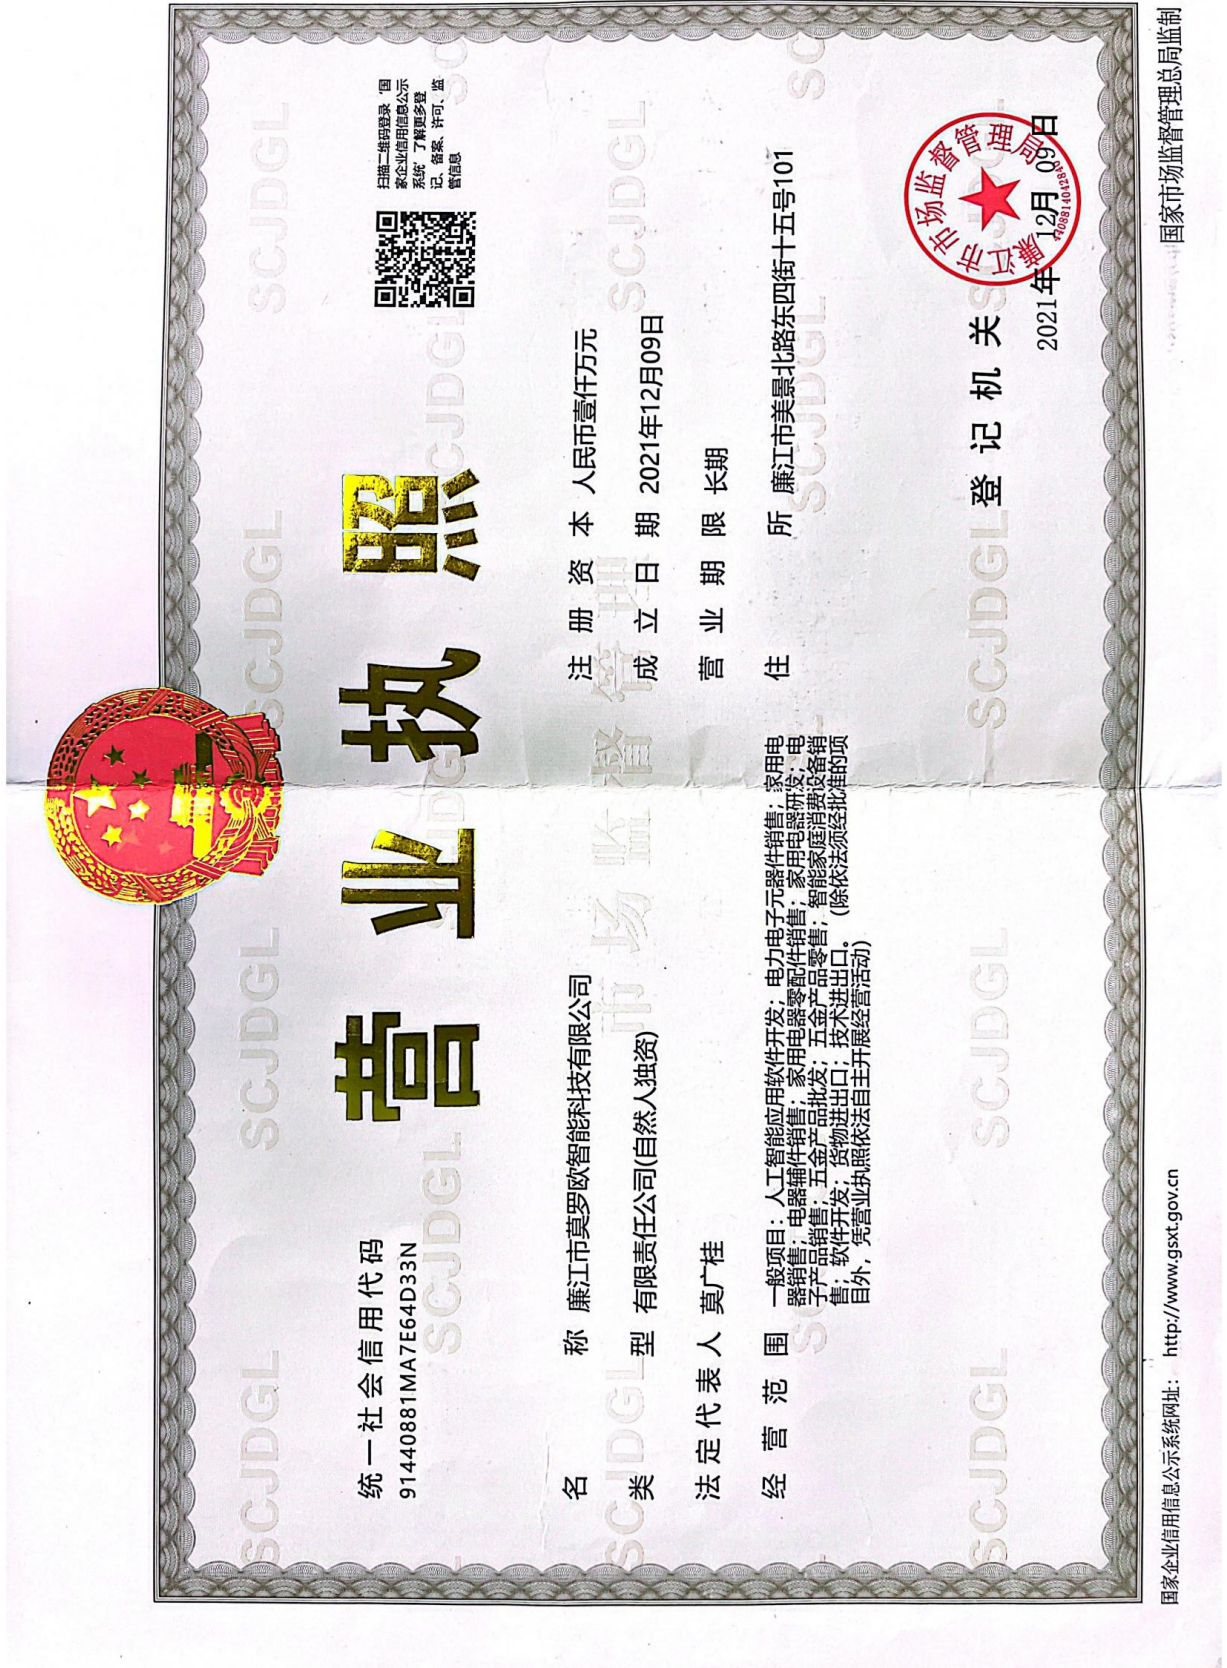 统一社会信用代码
91440881MA7E64D33N
营业执照
扫描二维码登录‘国
家企业信用信息公示
系统’了解更多登
记、备案、许可、监
管信息
名称 廉江市莫罗欧智能科技有限公司
类型 有限责任公司(自然人独资)
法定代表人 莫广桂
经营范围 一般项目：人工智能应用软件开发；电力电子元器件销售；家用电
器销售；电器辅件销售；家用电器零配件销售；家用电器研发；电
子产品销售；五金产品批发；五金产品零售；智能家庭消费设备销
售；软件开发；货物进出口；技术进出口。（除依法须经批准的项
目外，凭营业执照依法自主开展经营活动）
注册资本 人民币壹仟万元
成立日期 2021年12月09日
营业期限 长期
住所 廉江市美景北路东四街十五号101
登记机关
廉江市市场监督管理局
2021年 12月 09日
国家企业信用信息公示系统网址： http://www.gsxt.gov.cn
国家市场监督管理总局监制
市场监督管理
SCJDGL